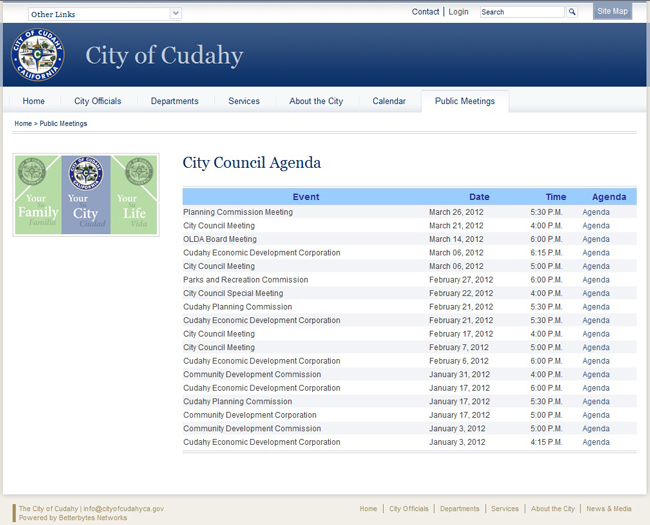 Other Links
Contact | Login Search Site Map
CITY OF CUDAHY
CALIFORNIA
City of Cudahy
Home City Officials Departments Services About the City Calendar Public Meetings
Home > Public Meetings
Your Family Familia
Your City Ciudad
Your Life Vida
City Council Agenda
Event Date Time Agenda
Planning Commission Meeting March 26, 2012 5:30 P.M. Agenda
City Council Meeting March 21, 2012 4:00 P.M. Agenda
OLDA Board Meeting March 14, 2012 6:00 P.M. Agenda
Cudahy Economic Development Corporation March 06, 2012 6:15 P.M. Agenda
City Council Meeting March 06, 2012 5:00 P.M. Agenda
Parks and Recreation Commission February 27, 2012 6:00 P.M. Agenda
City Council Special Meeting February 22, 2012 4:00 P.M. Agenda
Cudahy Planning Commission February 21, 2012 5:30 P.M. Agenda
Cudahy Economic Development Corporation February 21, 2012 5:30 P.M. Agenda
City Council Meeting February 17, 2012 4:00 P.M. Agenda
City Council Meeting February 7, 2012 5:00 P.M. Agenda
Cudahy Economic Development Corporation February 6, 2012 6:00 P.M. Agenda
Community Development Commission January 31, 2012 4:00 P.M. Agenda
Cudahy Economic Development Corporation January 17, 2012 6:00 P.M. Agenda
Cudahy Planning Commission January 17, 2012 5:30 P.M. Agenda
Community Development Corporation January 17, 2012 5:00 P.M. Agenda
Community Development Commission January 3, 2012 5:00 P.M. Agenda
Cudahy Economic Development Corporation January 3, 2012 4:15 P.M. Agenda
The City of Cudahy | info@cityofcudahyca.gov
Powered by Betterbytes Networks
Home | City Officials | Departments | Services | About the City | News & Media